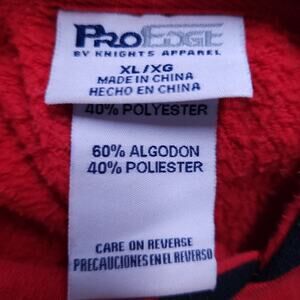 PROEDGE
BY KNIGHTS APPAREL
XL/XG
MADE IN CHINA
HECHO EN CHINA
40% POLYESTER
60% ALGODON
40% POLIESTER
CARE ON REVERSE
PRECAUCIONES EN EL REVERSO